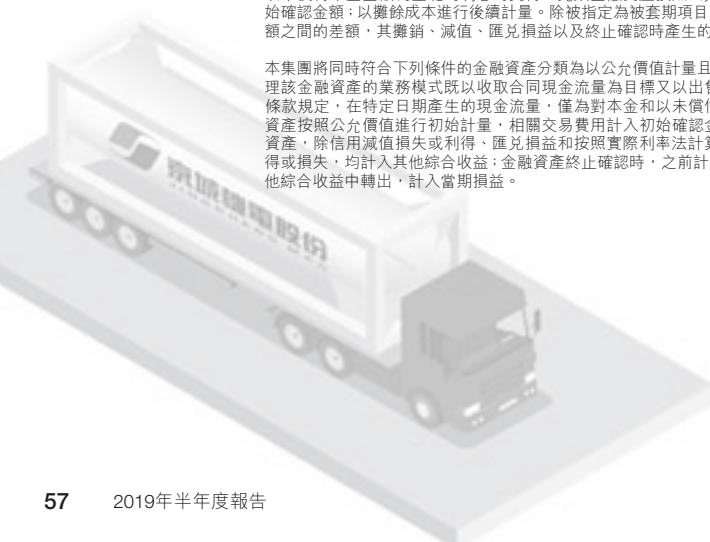 始確認金額；以攤餘成本進行後續計量。除被指定為被套期項目
額之間的差額，其攤銷、減值、匯兌損益以及終止確認時產生的
本集團將同時符合下列條件的金融資產分類為以公允價值計量且
理該金融資產的業務模式既以收取合同現金流量為目標又以出售
條款規定，在特定日期產生的現金流量，僅為對本金和以未償付
資產按照公允價值進行初始計量，相關交易費用計入初始確認金
資產，除信用減值損失或利得、匯兌損益和按照實際利率法計算
得或損失，均計入其他綜合收益；金融資產終止確認時，之前計
他綜合收益中轉出，計入當期損益。
京城機電股份
57 2019年半年度報告